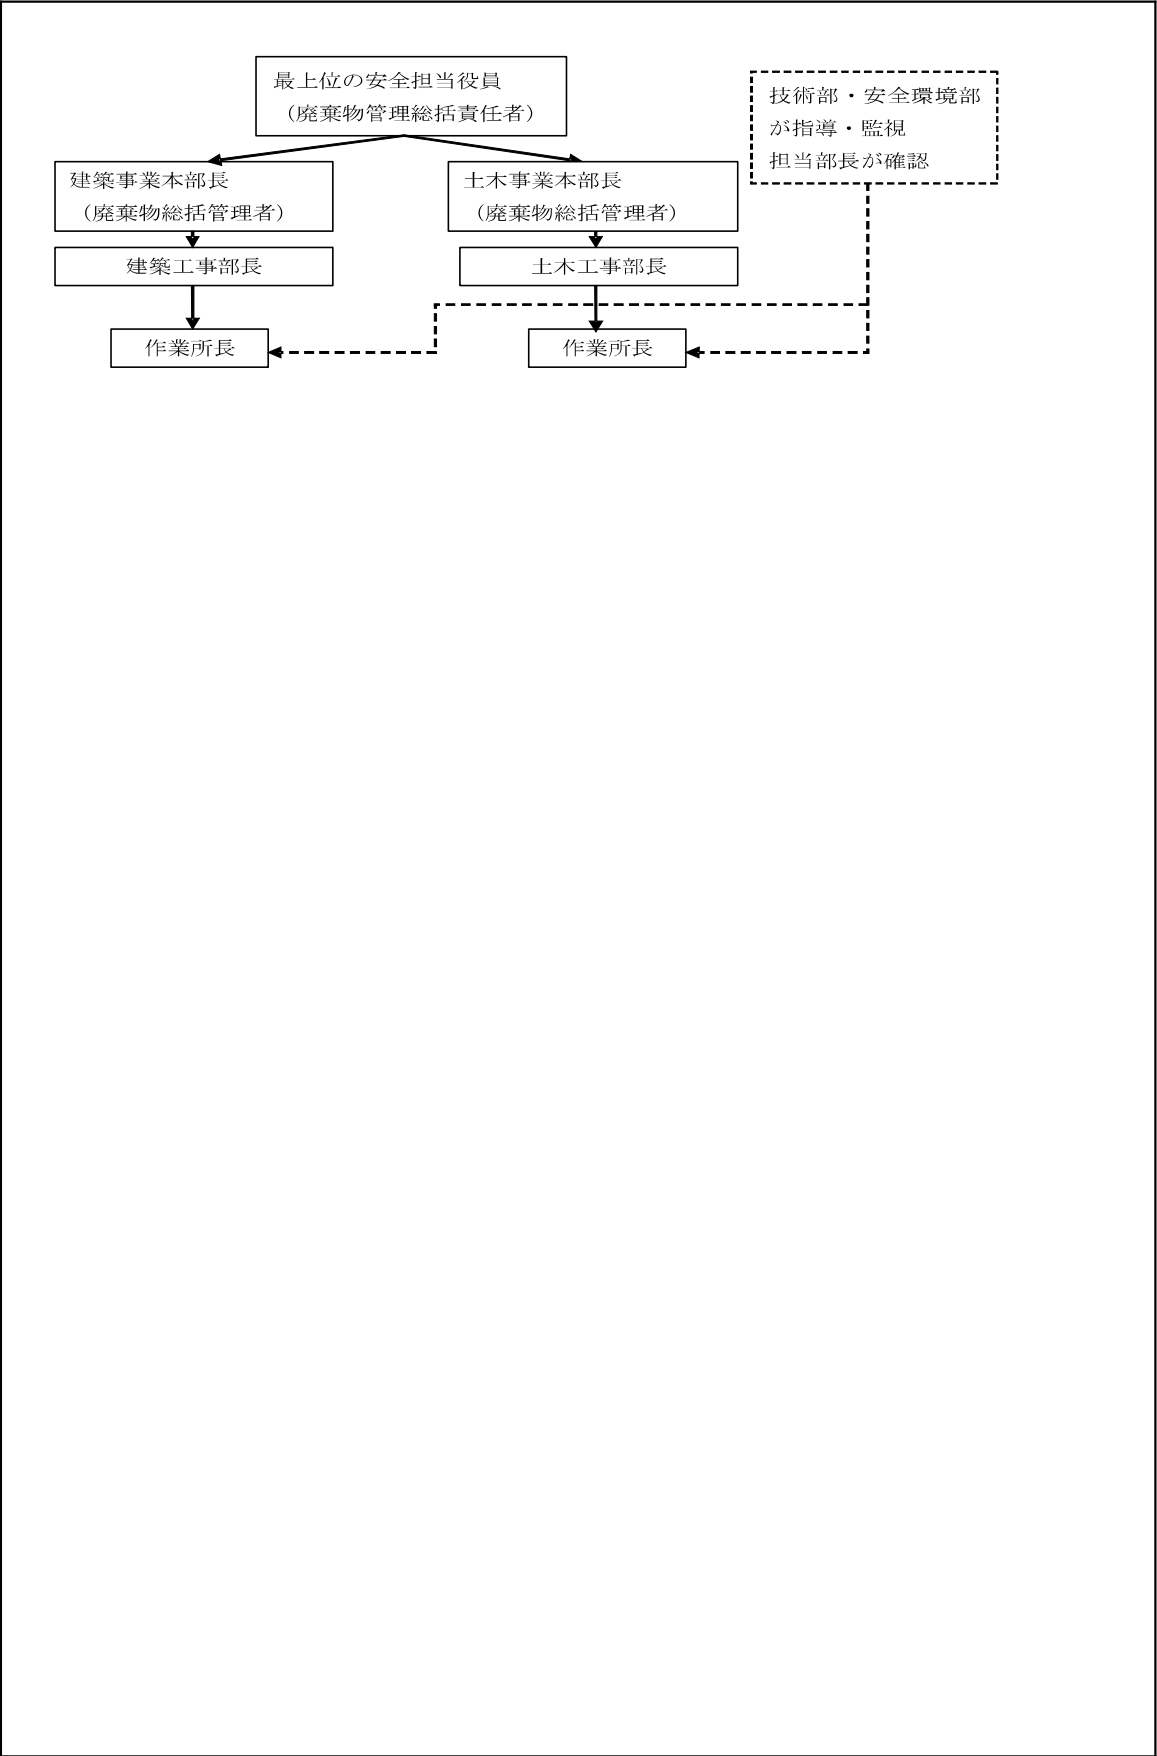 最上位の安全担当役員
（廃棄物管理総括責任者）
技術部・安全環境部
が指導・監視
担当部長が確認
建築事業本部長
（廃棄物総括管理者）
土木事業本部長
（廃棄物総括管理者）
建築工事部長
土木工事部長
作業所長
作業所長